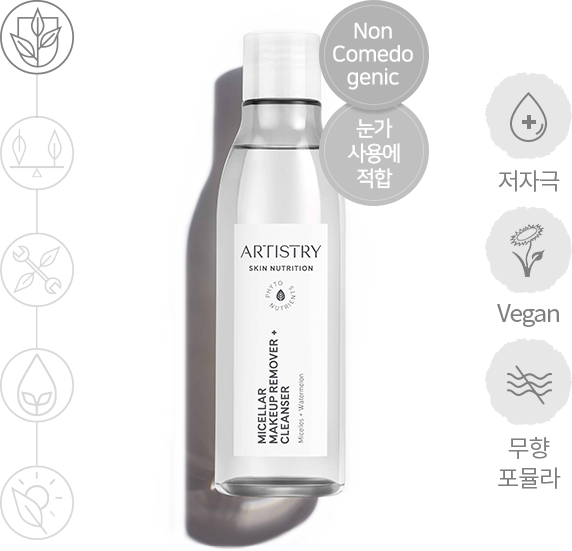 Non
Comedo
genic
눈가
사용에
적합
저자극
Vegan
무향
포뮬라
ARTISTRY
SKIN NUTRITION
PHYTO
NUTRIENTS
MICELLAR
MAKEUP REMOVER +
CLEANSER
Micelles + Watermelon